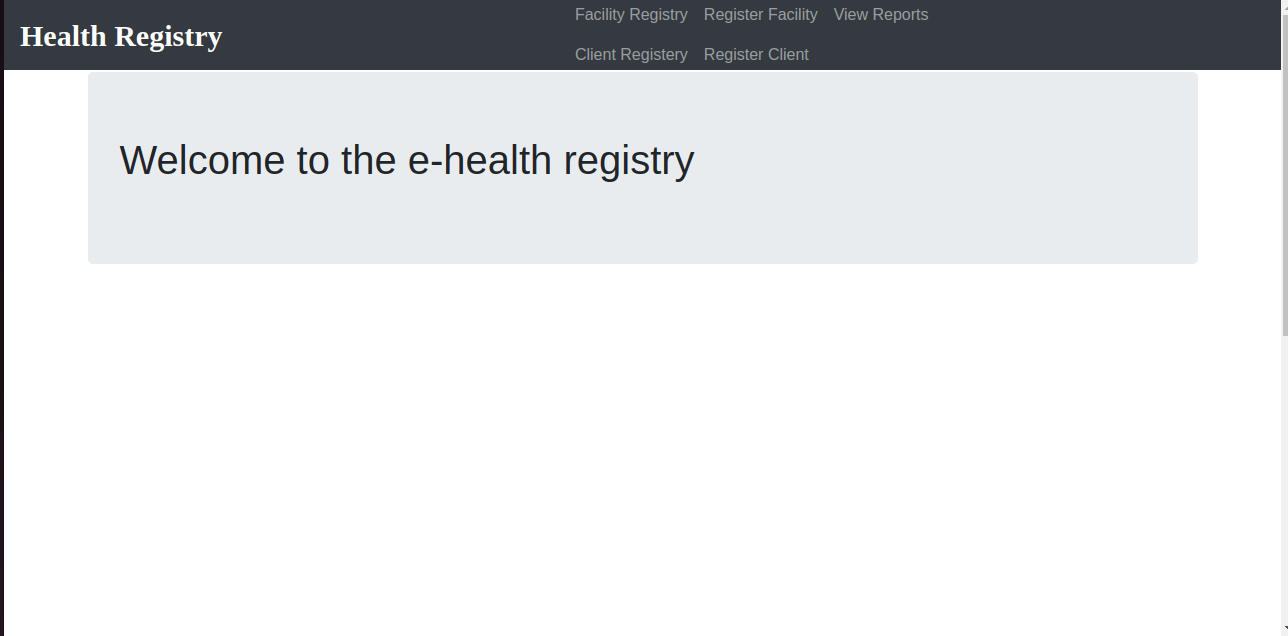 Health Registry
Facility Registry Register Facility View Reports
Client Registery Register Client
Welcome to the e-health registry